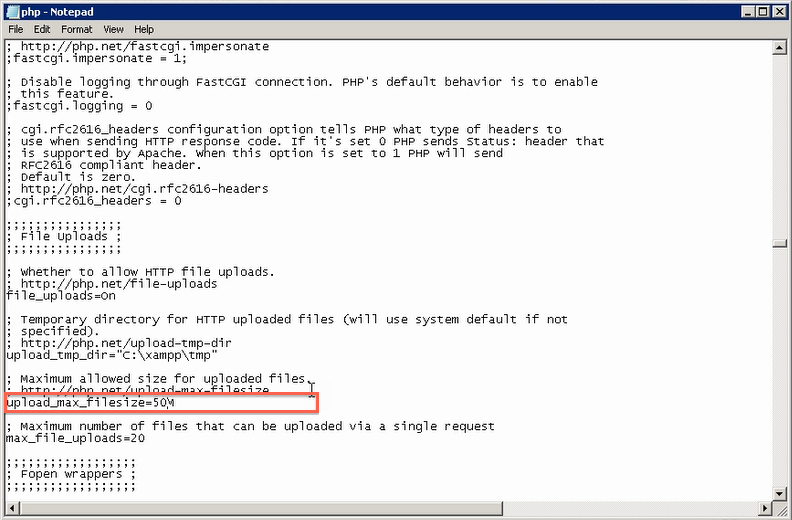 php - Notepad
File Edit Format View Help
; http://php.net/fastcgi.impersonate
;fastcgi.impersonate = 1;
; Disable logging through FastCGI connection. PHP's default behavior is to enable
; this feature.
;fastcgi.logging = 0
; cgi.rfc2616_headers configuration option tells PHP what type of headers to
; use when sending HTTP response code. If it's set 0 PHP sends Status: header that
; is supported by Apache. When this option is set to 1 PHP will send
; RFC2616 compliant header.
; Default is zero.
; http://php.net/cgi.rfc2616-headers
;cgi.rfc2616_headers = 0
;;;;;;;;;;;;;;;;
; File Uploads ;
;;;;;;;;;;;;;;;;
; Whether to allow HTTP file uploads.
; http://php.net/file-uploads
file_uploads=On
; Temporary directory for HTTP uploaded files (will use system default if not
; specified).
; http://php.net/upload-tmp-dir
upload_tmp_dir="C:\xampp\tmp"
; Maximum allowed size for uploaded files.
; http://php.net/upload-max-filesize
upload_max_filesize=50M
; Maximum number of files that can be uploaded via a single request
max_file_uploads=20
;;;;;;;;;;;;;;;;;;
; Fopen wrappers ;
;;;;;;;;;;;;;;;;;;